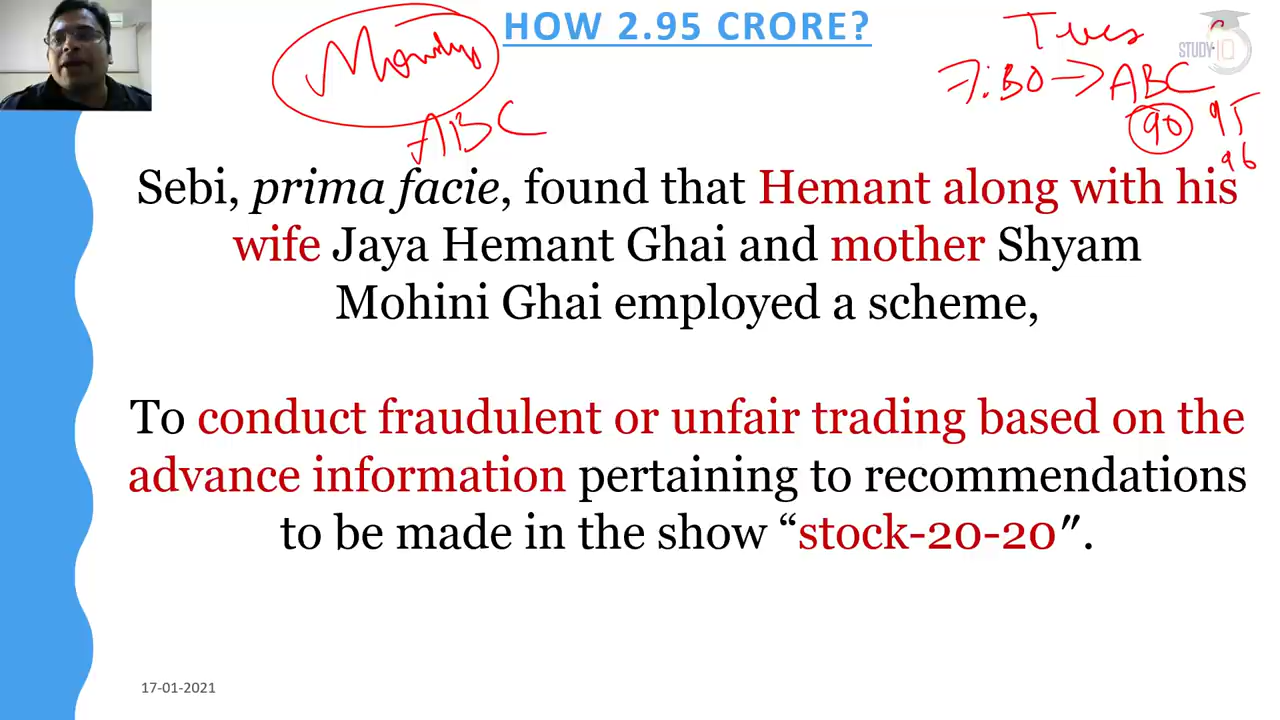 HOW 2.95 CRORE?
Monday
ABC
Tues
7:30 → ABC
90 95
96
STUDY IQ
Sebi, prima facie, found that Hemant along with his
wife Jaya Hemant Ghai and mother Shyam
Mohini Ghai employed a scheme,
To conduct fraudulent or unfair trading based on the
advance information pertaining to recommendations
to be made in the show “stock-20-20″.
17-01-2021